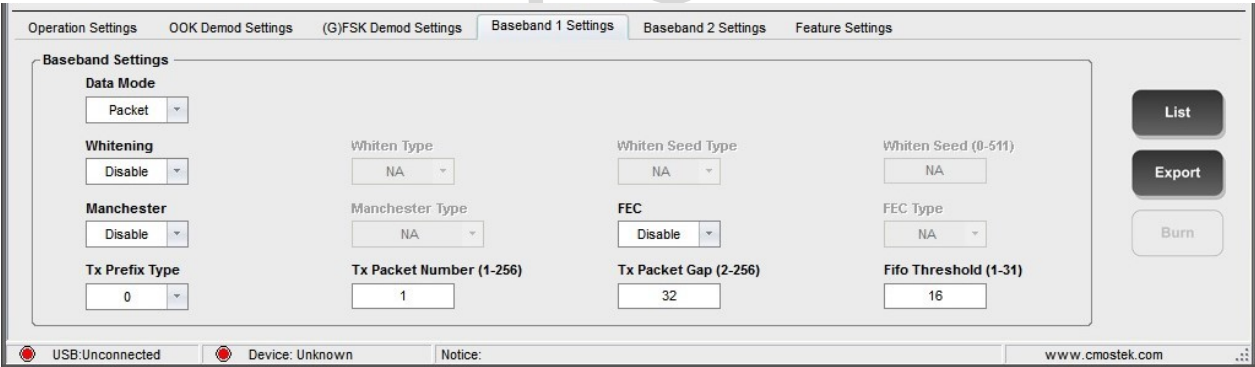 Operation Settings OOK Demod Settings (G)FSK Demod Settings Baseband 1 Settings Baseband 2 Settings Feature Settings
Baseband Settings
Data Mode
Packet
List
Whitening Whiten Type Whiten Seed Type Whiten Seed (0-511)
Disable NA NA NA
Export
Manchester Manchester Type FEC FEC Type
Disable NA Disable NA
Burn
Tx Prefix Type Tx Packet Number (1-256) Tx Packet Gap (2-256) Fifo Threshold (1-31)
0 1 32 16
USB:Unconnected Device: Unknown Notice: www.cmostek.com